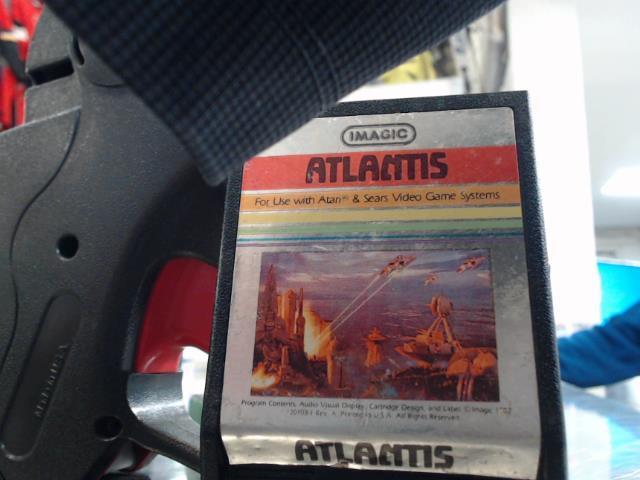 IMAGIC
ATLANTIS
For Use with Atari® & Sears Video Game Systems
Program Contents, Audio Visual Display, Cartridge Design, and Label © Imagic 1982
Rev. A Printed in U.S.A. All Rights Reserved
ATLANTIS